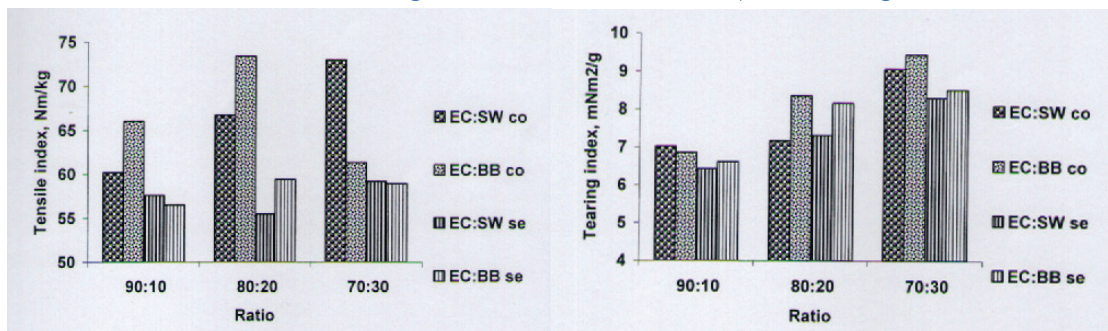 Tensile index, Nm/kg
75
70
65
60
55
50
90:10
80:20
70:30
Ratio
EC:SW co
EC:BB co
EC:SW se
EC:BB se
Tearing index, mNm2/g
10
9
8
7
6
5
4
90:10
80:20
70:30
Ratio
EC:SW co
EC:BB co
EC:SW se
EC:BB se